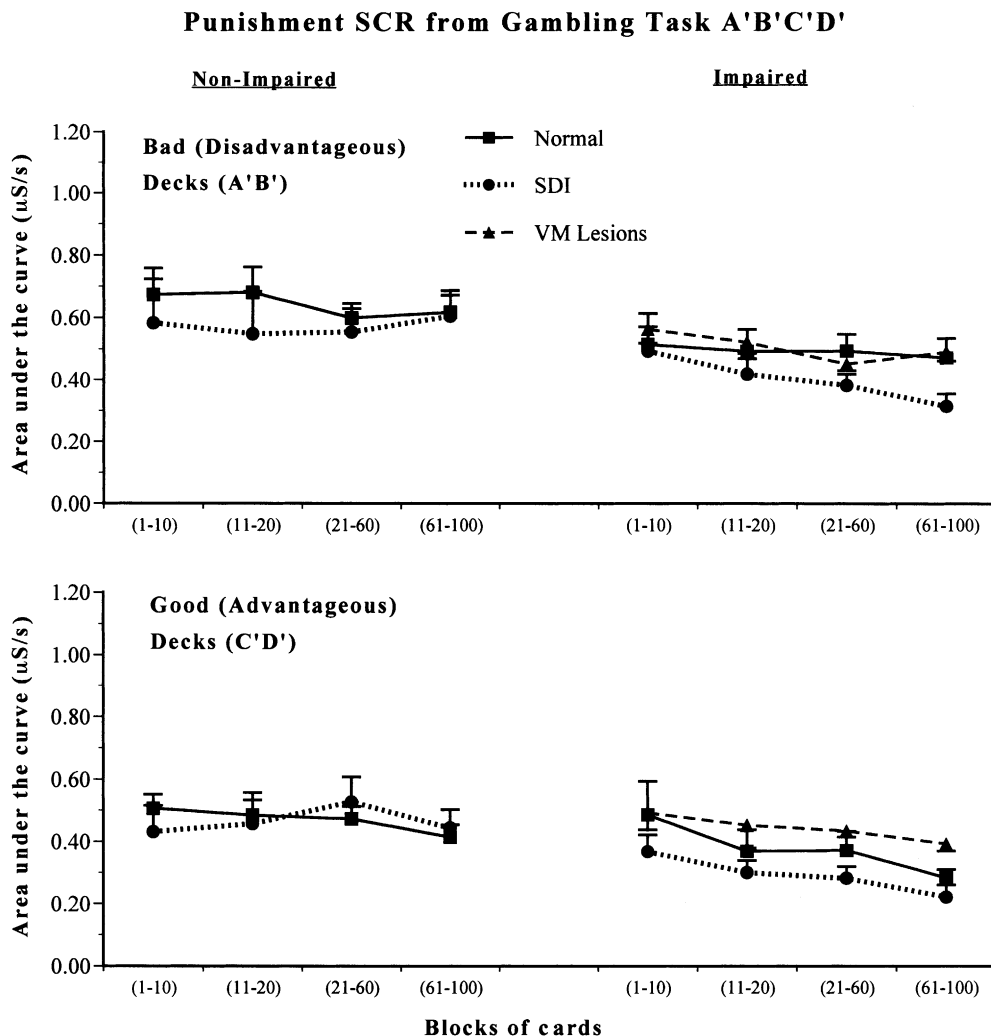 Punishment SCR from Gambling Task A'B'C'D'
Non-Impaired
Impaired
Bad (Disadvantageous)
Decks (A'B')
Normal
SDI
VM Lesions
Area under the curve (µS/s)
1.20
1.00
0.80
0.60
0.40
0.20
0.00
(1-10) (11-20) (21-60) (61-100) (1-10) (11-20) (21-60) (61-100)
Good (Advantageous)
Decks (C'D')
Area under the curve (µS/s)
1.20
1.00
0.80
0.60
0.40
0.20
0.00
(1-10) (11-20) (21-60) (61-100) (1-10) (11-20) (21-60) (61-100)
Blocks of cards